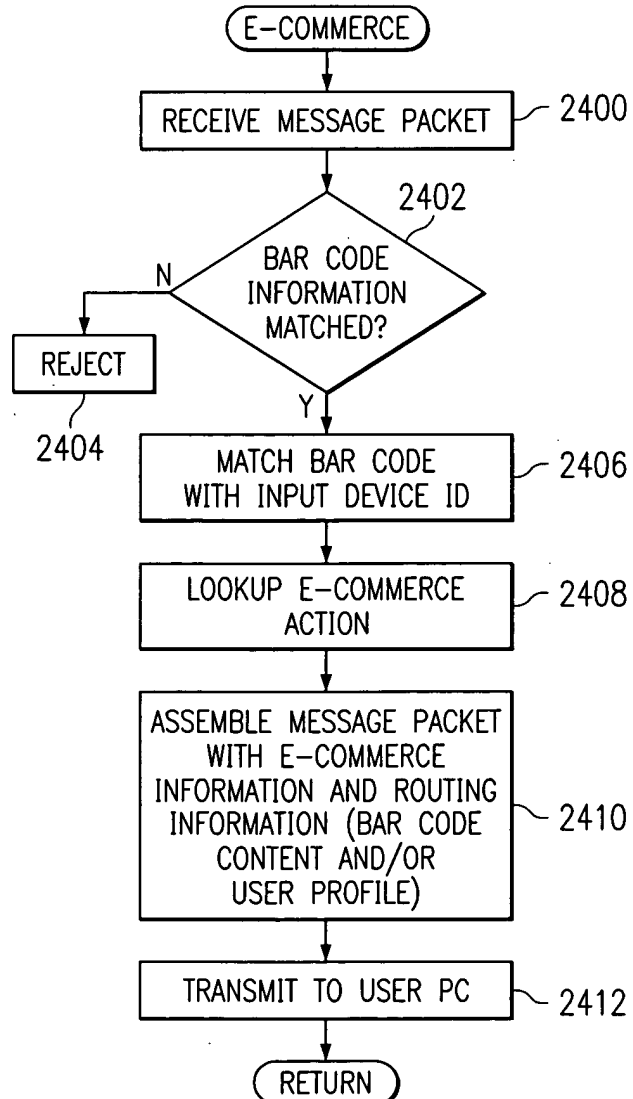 E-COMMERCE
RECEIVE MESSAGE PACKET
2400
2402
BAR CODE
INFORMATION
MATCHED?
N
REJECT
2404
Y
MATCH BAR CODE
WITH INPUT DEVICE ID
2406
LOOKUP E-COMMERCE
ACTION
2408
ASSEMBLE MESSAGE PACKET
WITH E-COMMERCE
INFORMATION AND ROUTING
INFORMATION (BAR CODE
CONTENT AND/OR
USER PROFILE)
2410
TRANSMIT TO USER PC
2412
RETURN